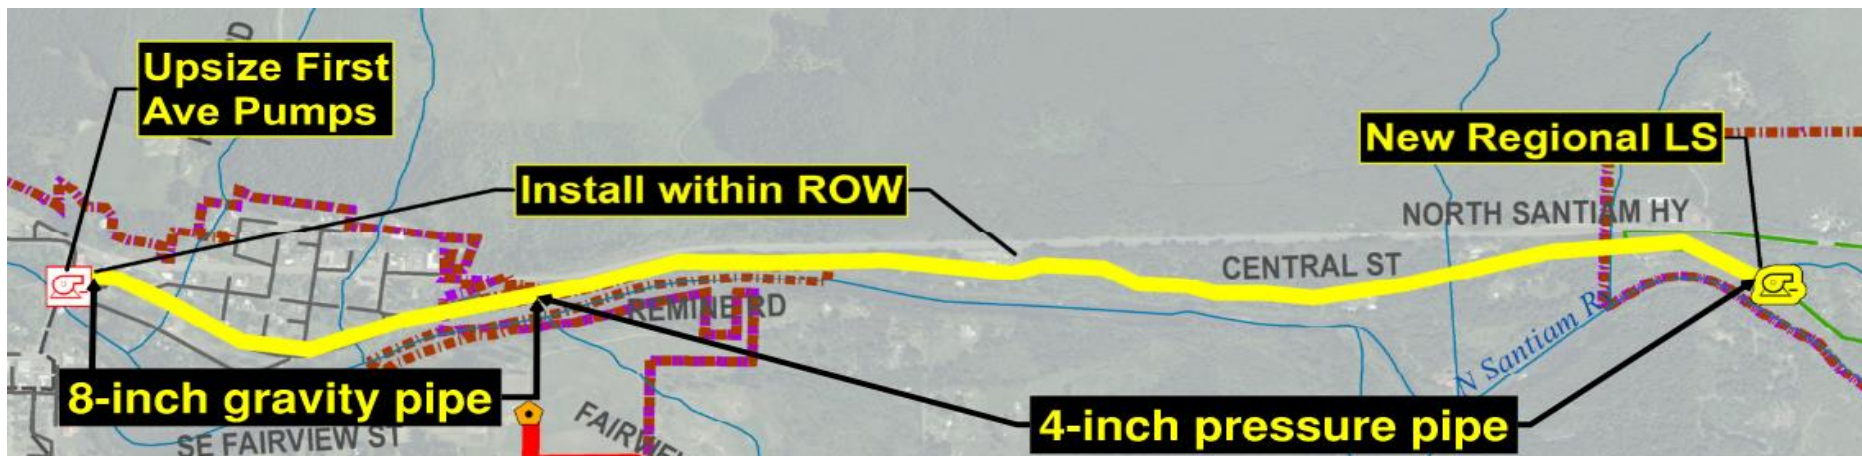 Upsize First
Ave Pumps
New Regional LS
Install within ROW
NORTH SANTIAM HY
CENTRAL ST
REMINE RD
N Santiam R
8-inch gravity pipe
4-inch pressure pipe
SE FAIRVIEW ST